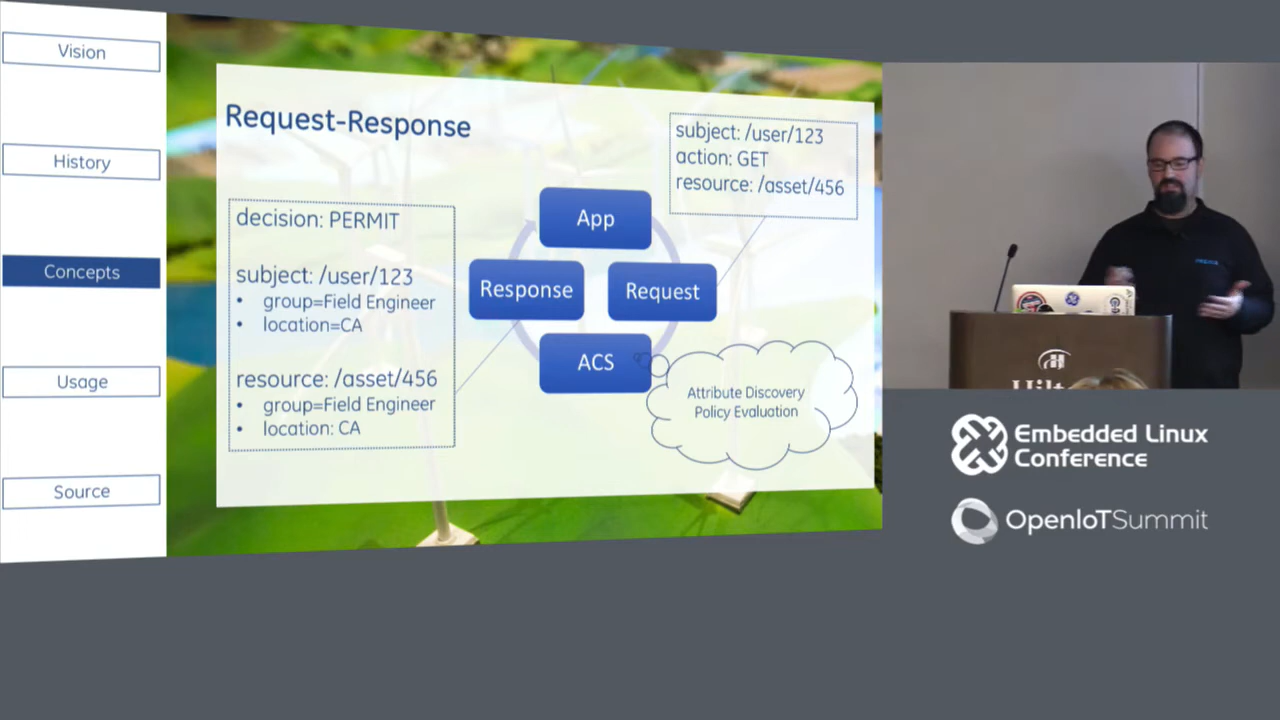 Vision
History
Concepts
Usage
Source
Request-Response
decision: PERMIT
subject: /user/123
• group=Field Engineer
• location=CA
resource: /asset/456
• group=Field Engineer
• location: CA
App
Response
Request
ACS
subject: /user/123
action: GET
resource: /asset/456
Attribute Discovery
Policy Evaluation
Hilton
Embedded Linux
Conference
OpenIoTSummit